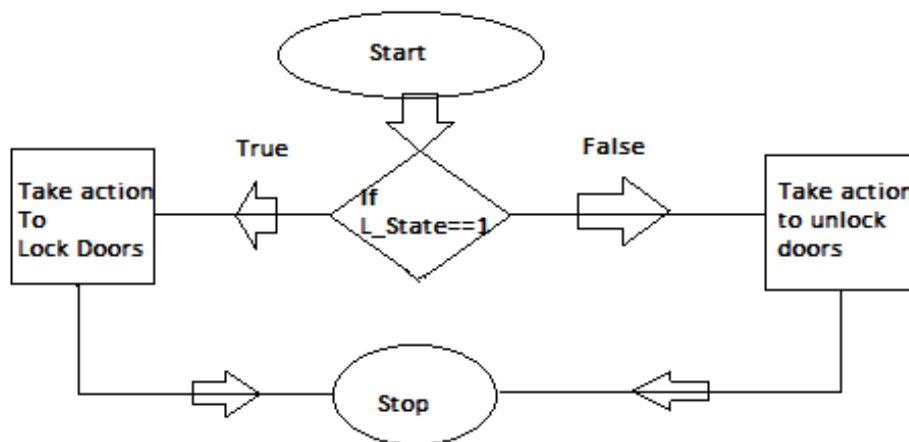 Start
True
False
If
L_State==1
Take action
To
Lock Doors
Take action
to unlock
doors
Stop